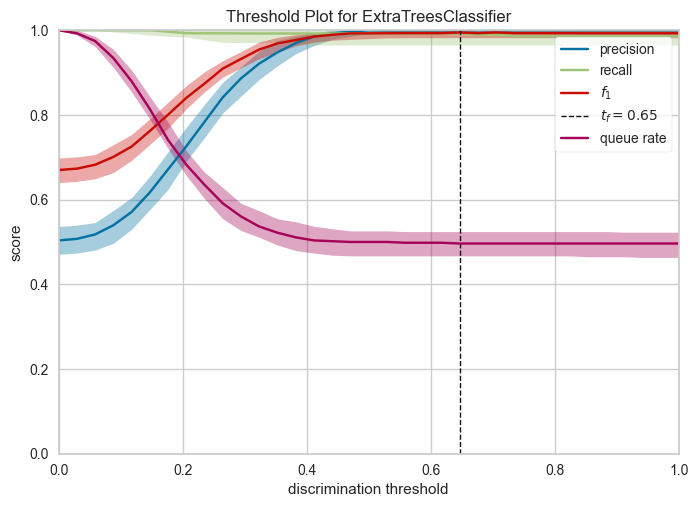 Threshold Plot for ExtraTreesClassifier
1.0
0.8
0.6
0.4
0.2
0.0
score
precision
recall
f₁
t_f = 0.65
queue rate
0.0 0.2 0.4 0.6 0.8 1.0
discrimination threshold